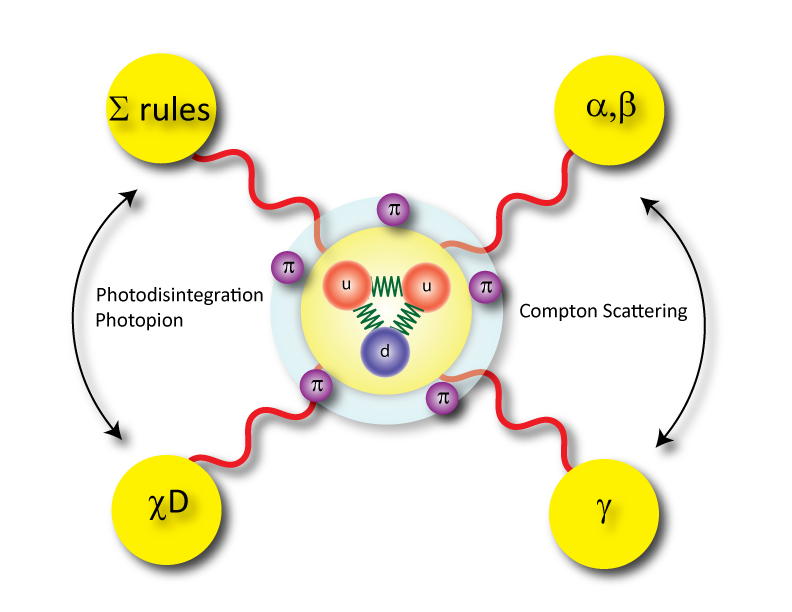 Σ rules
α,β
π
π
π
u
u
Photodisintegration
Photopion
Compton Scattering
d
π
π
χD
γ